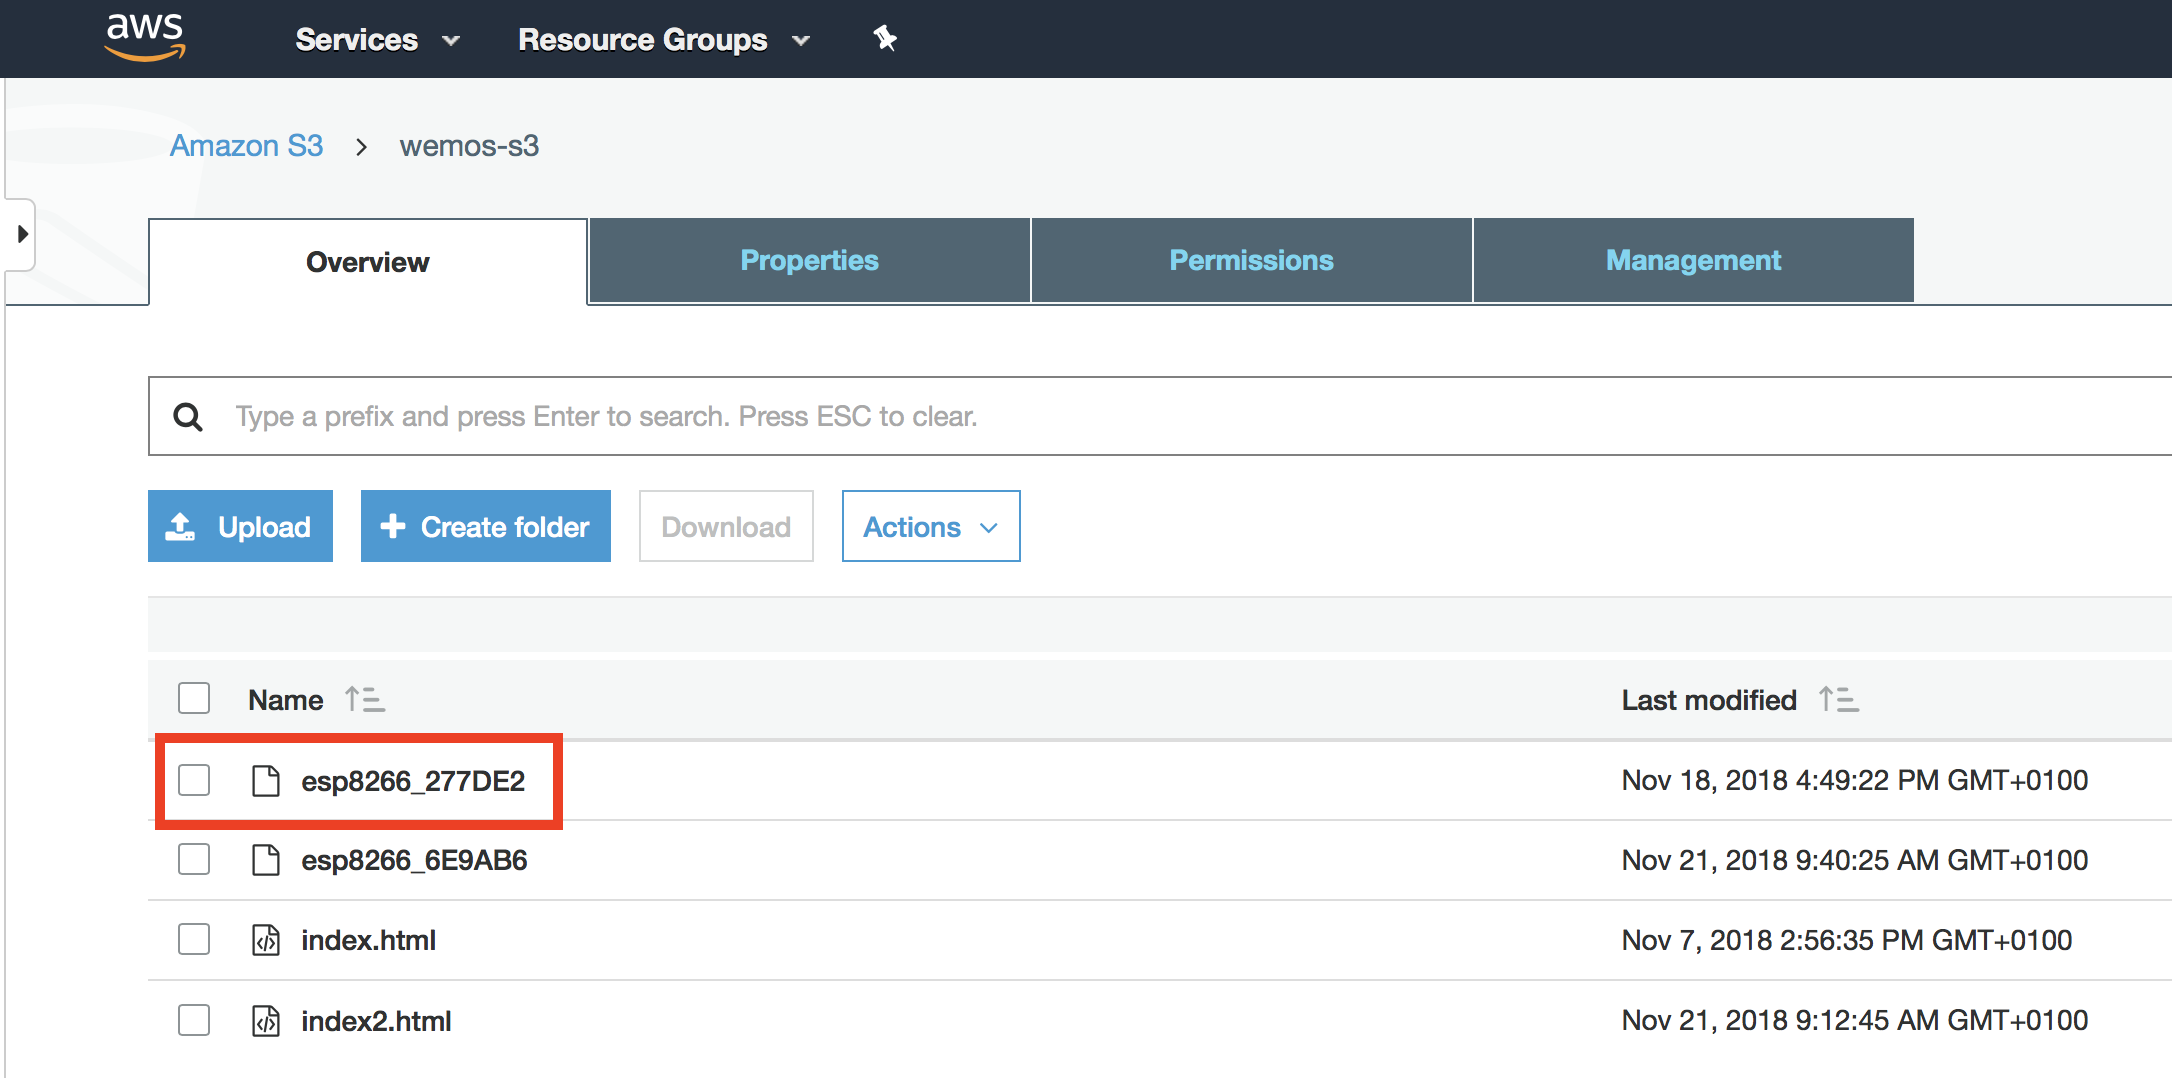 aws Services Resource Groups
Amazon S3 > wemos-s3
Overview Properties Permissions Management
Type a prefix and press Enter to search. Press ESC to clear.
Upload + Create folder Download Actions
Name Last modified
esp8266_277DE2 Nov 18, 2018 4:49:22 PM GMT+0100
esp8266_6E9AB6 Nov 21, 2018 9:40:25 AM GMT+0100
index.html Nov 7, 2018 2:56:35 PM GMT+0100
index2.html Nov 21, 2018 9:12:45 AM GMT+0100